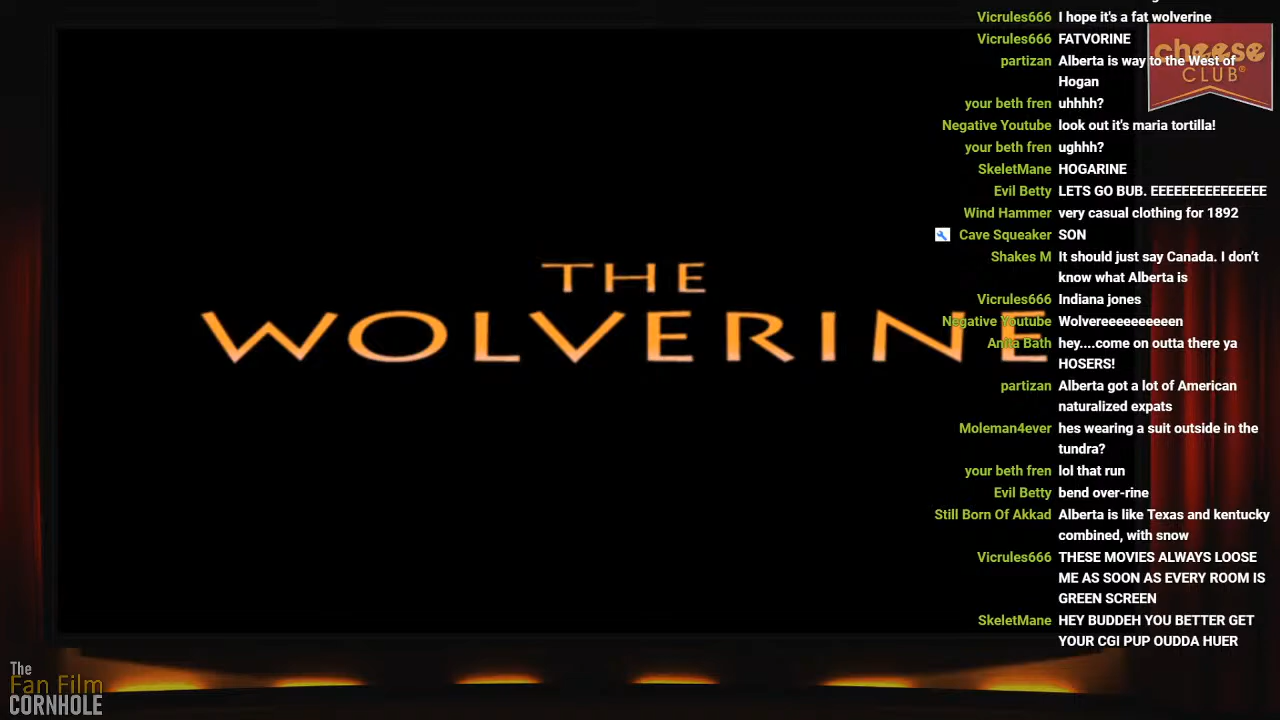 Vicrules666 I hope it's a fat wolverine
Vicrules666 FATVORINE
cheese
CLUB®
partizan Alberta is way to the West of
Hogan
your beth fren uhhhh?
Negative Youtube look out it's maria tortilla!
your beth fren ughhh?
SkeletMane HOGARINE
Evil Betty LETS GO BUB. EEEEEEEEEEEEEEE
Wind Hammer very casual clothing for 1892
Cave Squeaker SON
Shakes M It should just say Canada. I don't
know what Alberta is
THE
WOLVERINE
Vicrules666 Indiana jones
Negative Youtube Wolvereeeeeeeeeen
Anita Bath hey....come on outta there ya
HOSERS!
partizan Alberta got a lot of American
naturalized expats
Moleman4ever hes wearing a suit outside in the
tundra?
your beth fren lol that run
Evil Betty bend over-rine
Still Born Of Akkad Alberta is like Texas and kentucky
combined, with snow
Vicrules666 THESE MOVIES ALWAYS LOOSE
ME AS SOON AS EVERY ROOM IS
GREEN SCREEN
SkeletMane HEY BUDDEH YOU BETTER GET
YOUR CGI PUP OUDDA HUER
The
Fan Film
CORNHOLE